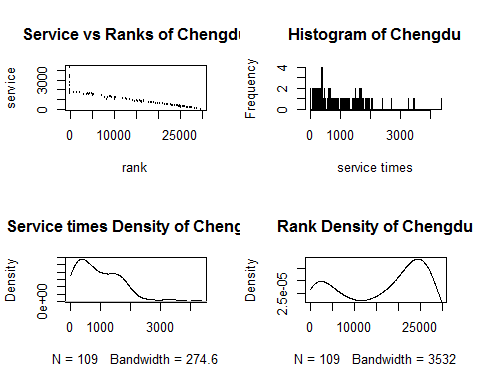 Service vs Ranks of Chengdu
service
0
3000
0
10000
25000
rank
Histogram of Chengdu
Frequency
0
2
4
0
1000
3000
service times
Service times Density of Cheng
Density
0e+00
0
1000
3000
N = 109   Bandwidth = 274.6
Rank Density of Chengdu
Density
2.5e-05
0
10000
25000
N = 109   Bandwidth = 3532